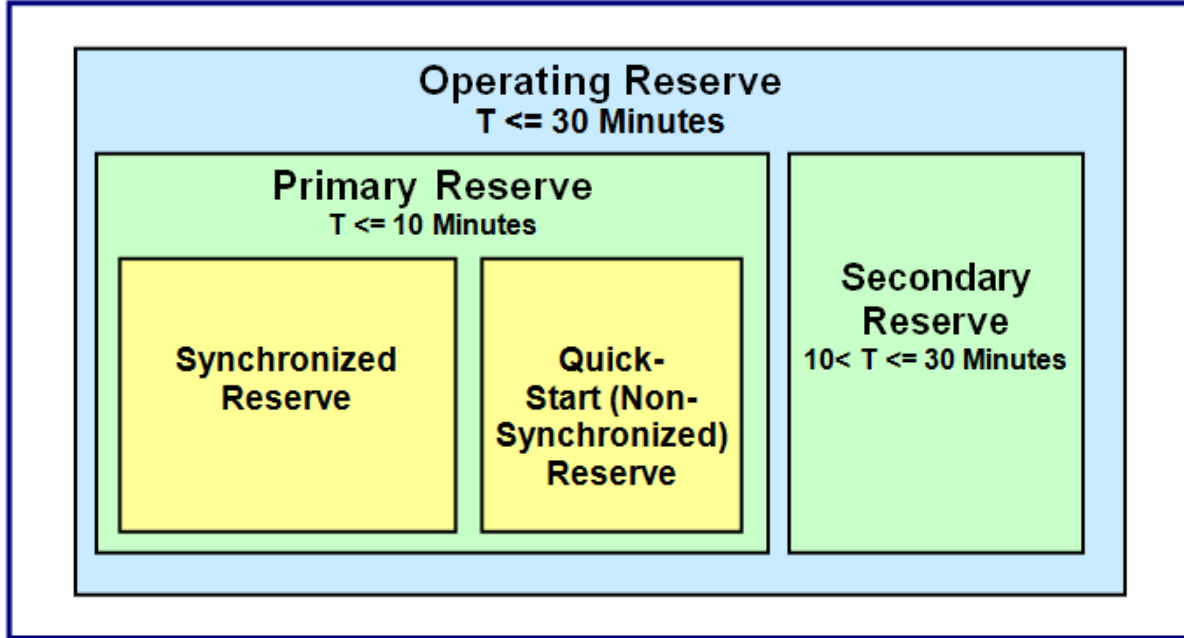 Operating Reserve
T <= 30 Minutes
Primary Reserve
T <= 10 Minutes
Synchronized
Reserve
Quick-
Start (Non-
Synchronized)
Reserve
Secondary
Reserve
10< T <= 30 Minutes